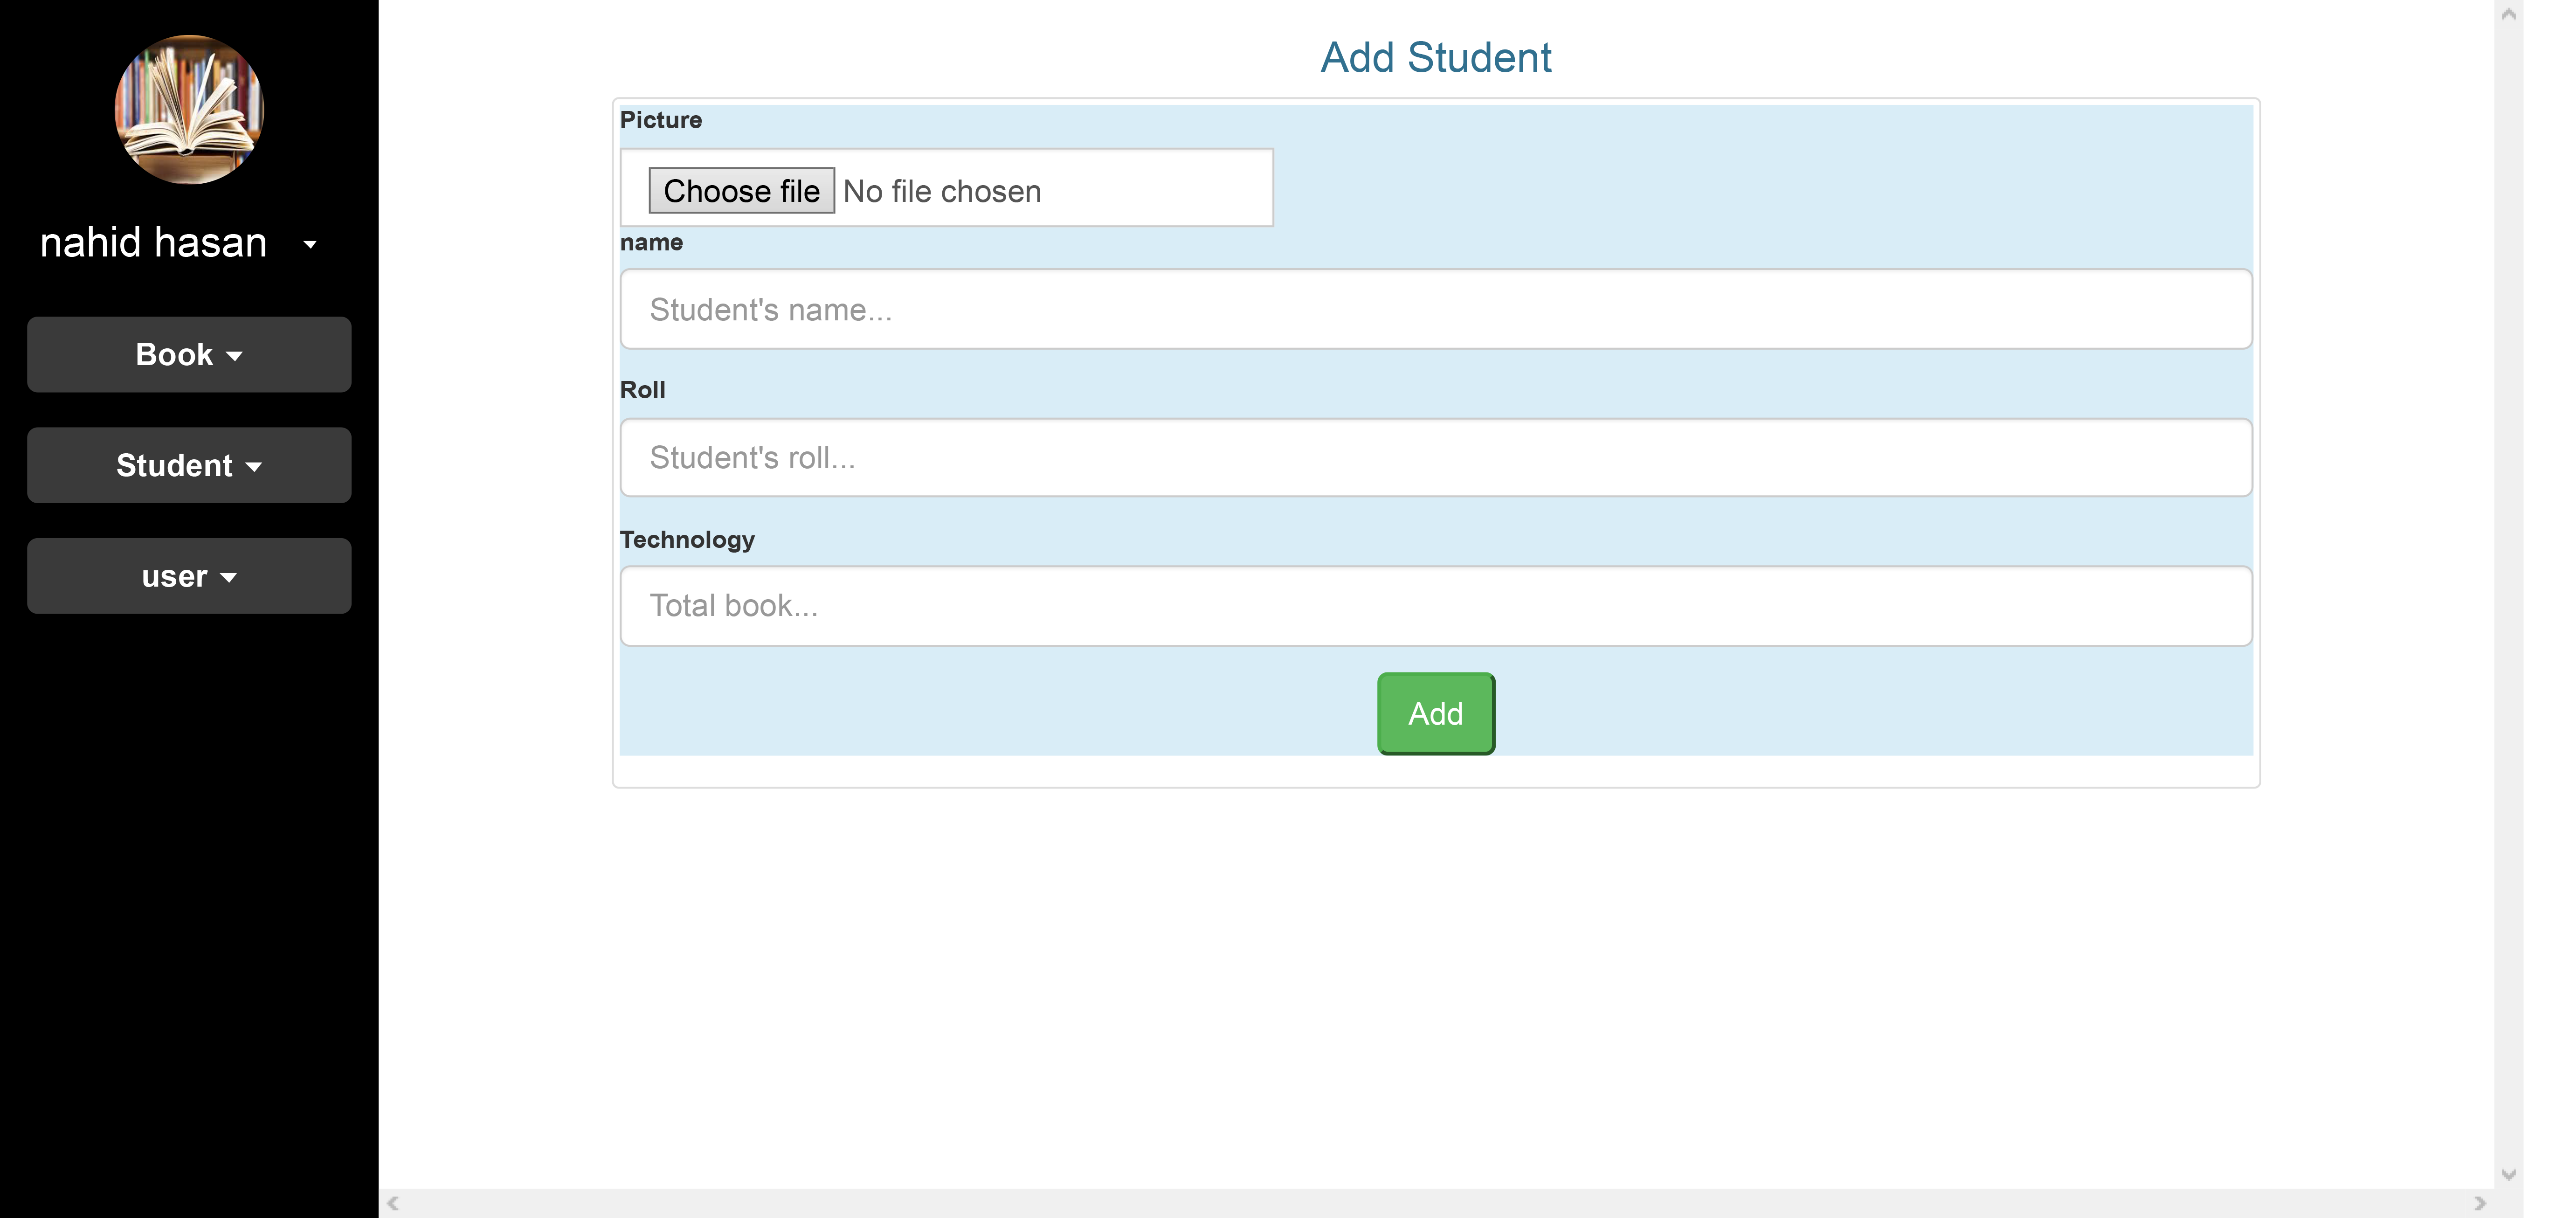 nahid hasan
Book
Student
user
Add Student
Picture
Choose file No file chosen
name
Student's name...
Roll
Student's roll...
Technology
Total book...
Add